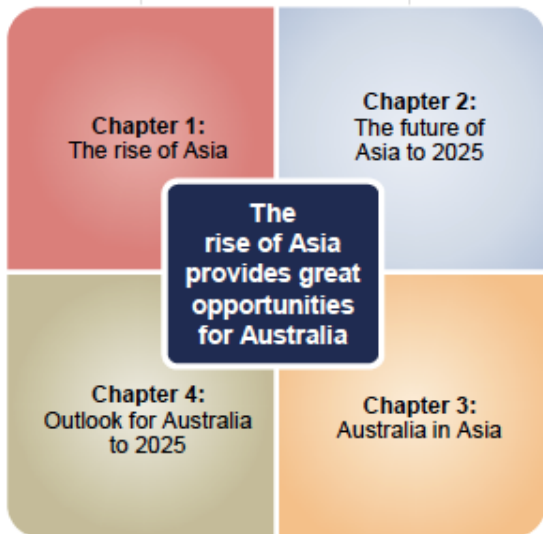 Chapter 1:
The rise of Asia
Chapter 2:
The future of
Asia to 2025
The
rise of Asia
provides great
opportunities
for Australia
Chapter 4:
Outlook for Australia
to 2025
Chapter 3:
Australia in Asia